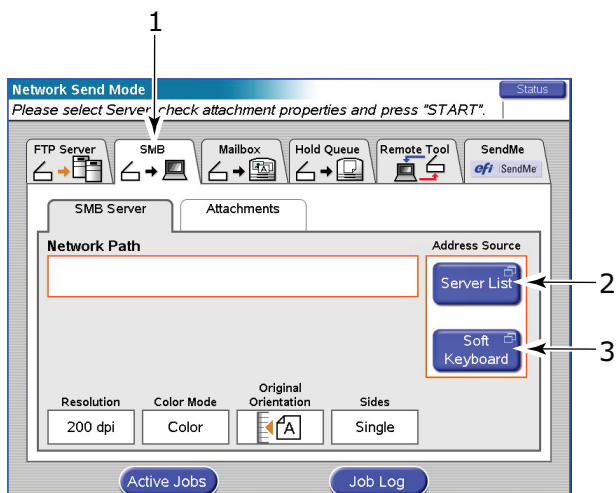 1
Network Send Mode
Status
Please select Server, check attachment properties and press "START".
FTP Server
SMB
Mailbox
Hold Queue
Remote Tool
SendMe
efi SendMe
SMB Server
Attachments
Network Path
Address Source
Server List
2
Soft
Keyboard
3
Resolution
Color Mode
Original
Orientation
Sides
200 dpi
Color
A
Single
Active Jobs
Job Log